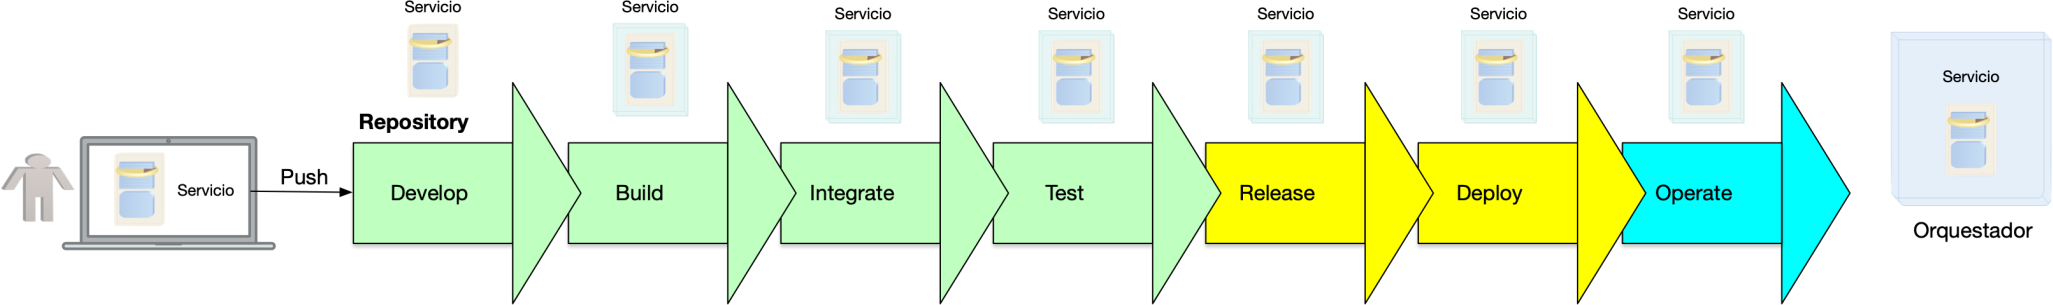 Servicio
Servicio
Servicio
Servicio
Servicio
Servicio
Servicio
Servicio
Repository
Servicio
Push
Develop
Build
Integrate
Test
Release
Deploy
Operate
Orquestador